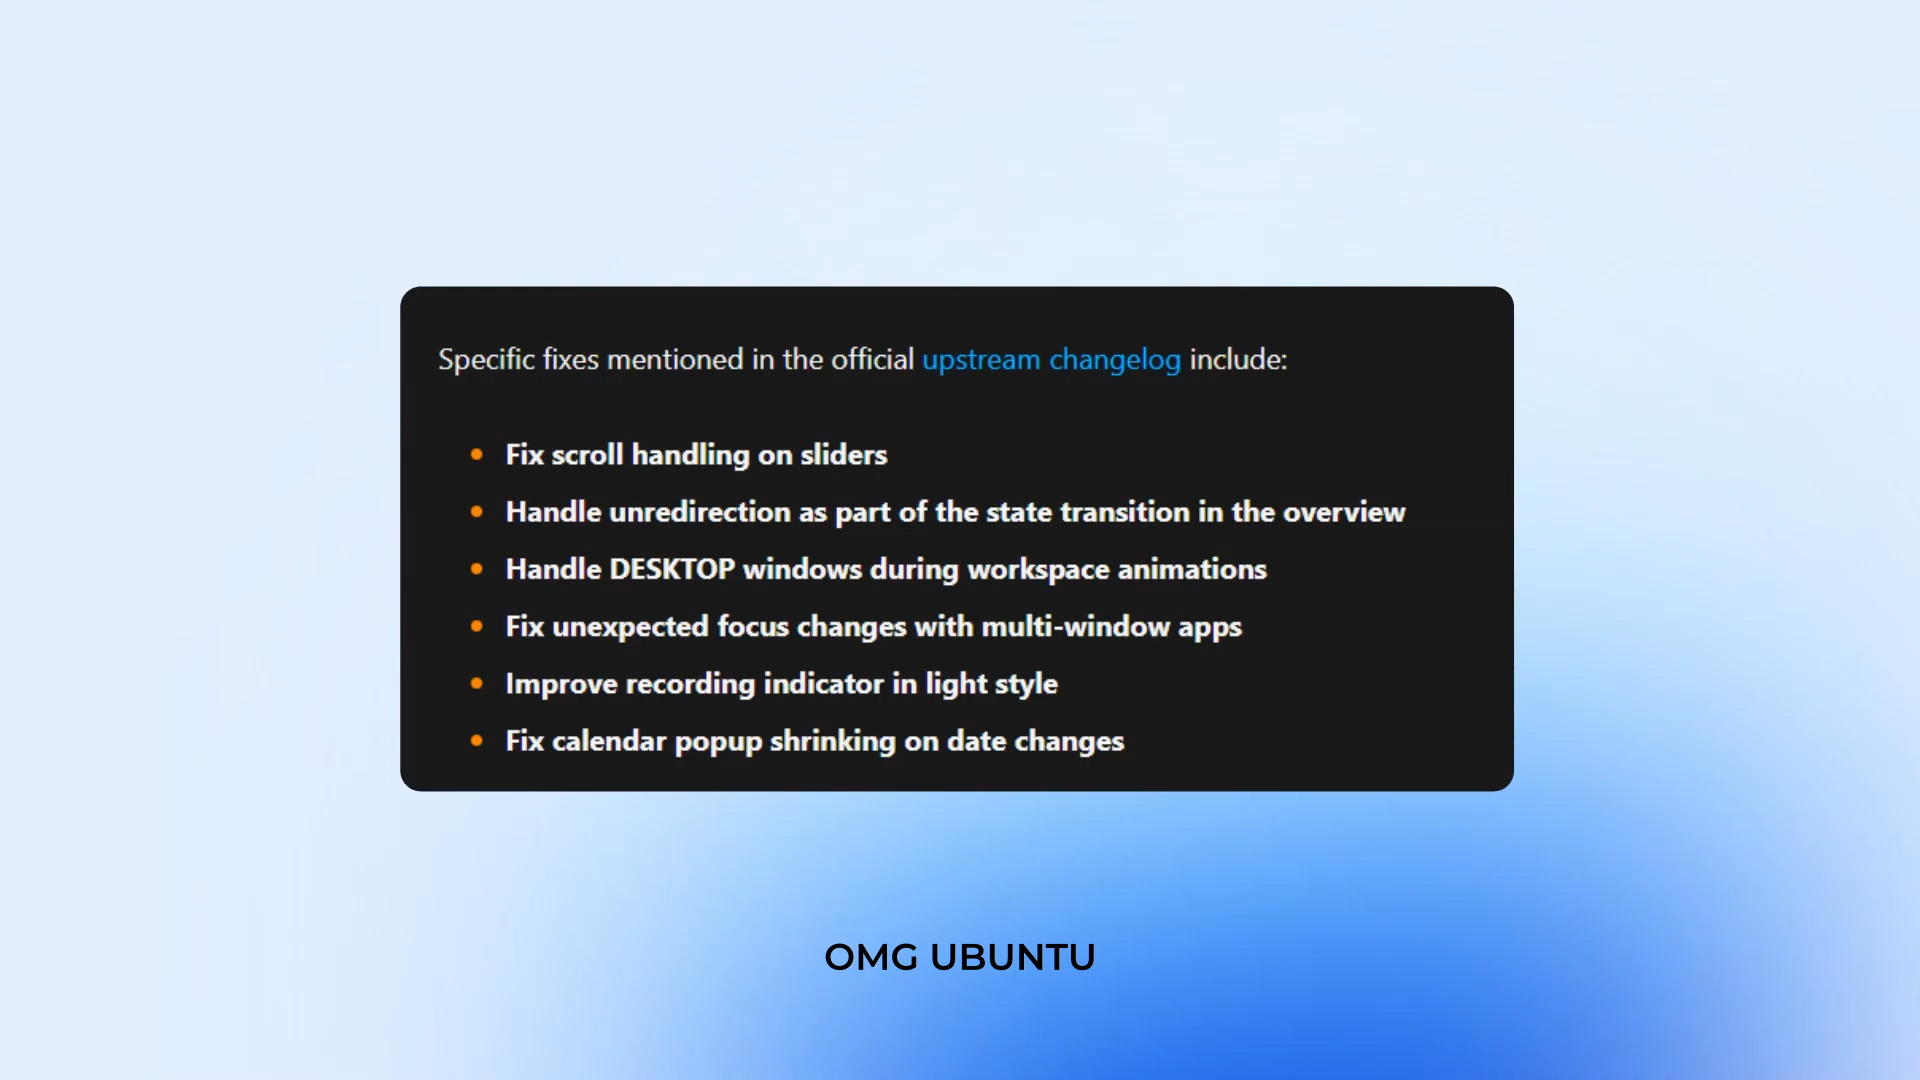 Specific fixes mentioned in the official upstream changelog include:
Fix scroll handling on sliders
Handle unredirection as part of the state transition in the overview
Handle DESKTOP windows during workspace animations
Fix unexpected focus changes with multi-window apps
Improve recording indicator in light style
Fix calendar popup shrinking on date changes
OMG UBUNTU